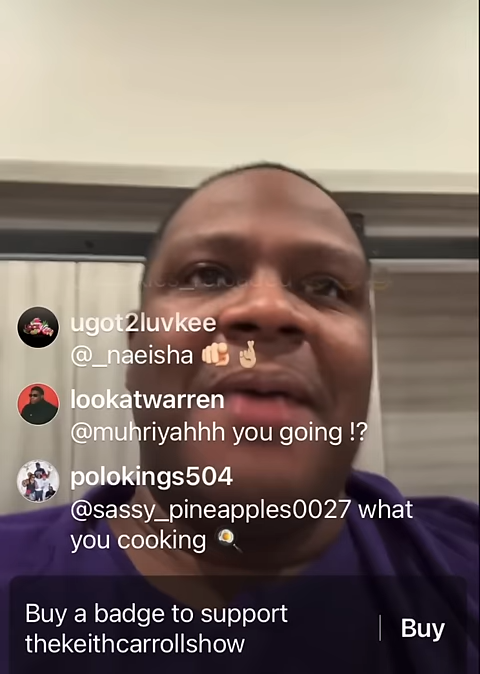 ugot2luvkee
@_naeisha 🫵🏻🤞🏼
lookatwarren
@muhriyahhh you going !?
polokings504
@sassy_pineapples0027 what
you cooking 🍳
Buy a badge to support
thekeithcarrollshow
Buy